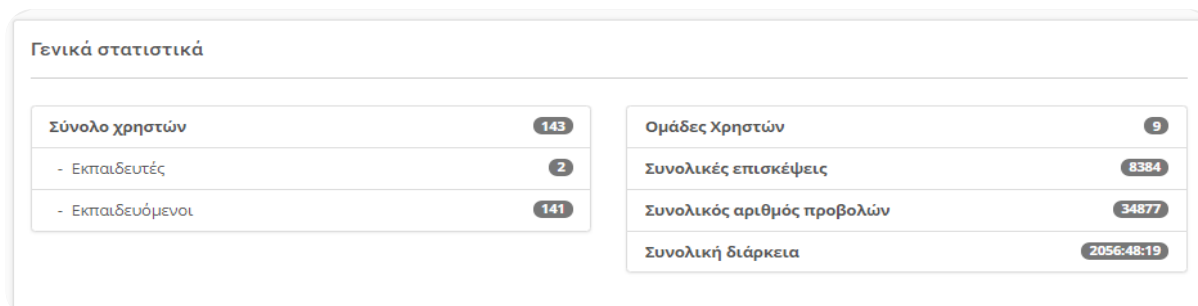 Γενικά στατιστικά
Σύνολο χρηστών 143
- Εκπαιδευτές 2
- Εκπαιδευόμενοι 141
Ομάδες Χρηστών 9
Συνολικές επισκέψεις 8384
Συνολικός αριθμός προβολών 34877
Συνολική διάρκεια 2056:48:19